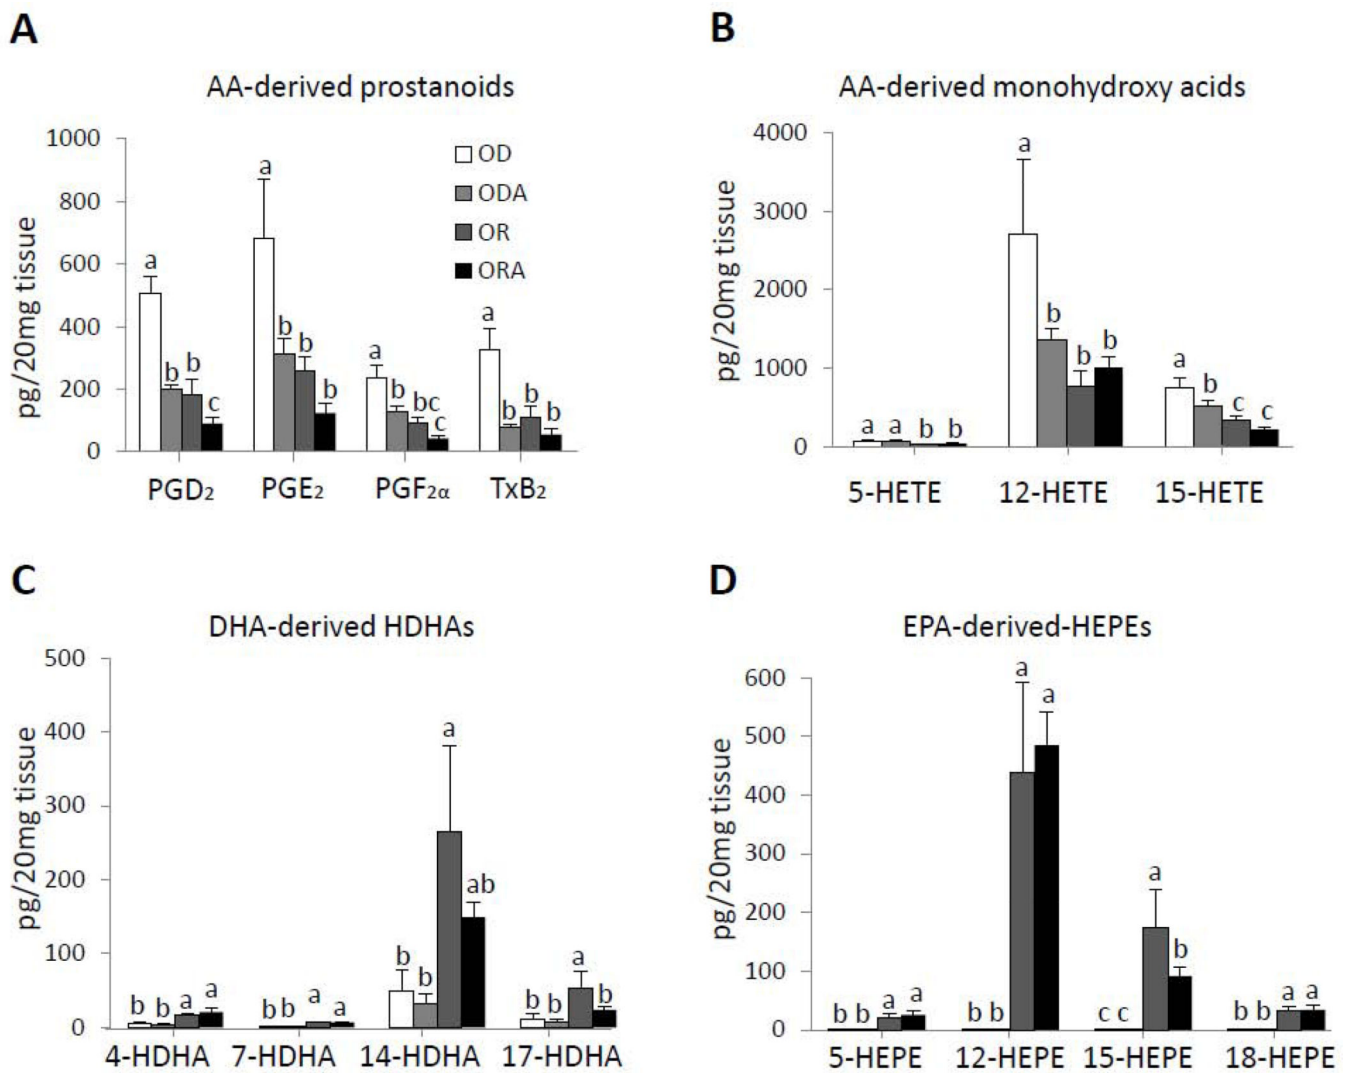 A
AA-derived prostanoids
pg/20mg tissue
1000
800
600
400
200
0
OD
ODA
OR
ORA
a
b
b
c
a
b
b
b
a
b
bc
c
a
b
b
b
PGD₂
PGE₂
PGF₂α
TxB₂
B
AA-derived monohydroxy acids
pg/20mg tissue
4000
3000
2000
1000
0
a
a
b
b
a
b
b
b
a
b
c
c
5-HETE
12-HETE
15-HETE
C
DHA-derived HDHAs
pg/20mg tissue
500
400
300
200
100
0
b
b
a
a
b
b
a
a
b
b
a
ab
b
b
a
b
4-HDHA
7-HDHA
14-HDHA
17-HDHA
D
EPA-derived-HEPEs
pg/20mg tissue
600
500
400
300
200
100
0
b
b
a
a
b
b
a
a
c
c
a
b
b
b
a
a
5-HEPE
12-HEPE
15-HEPE
18-HEPE